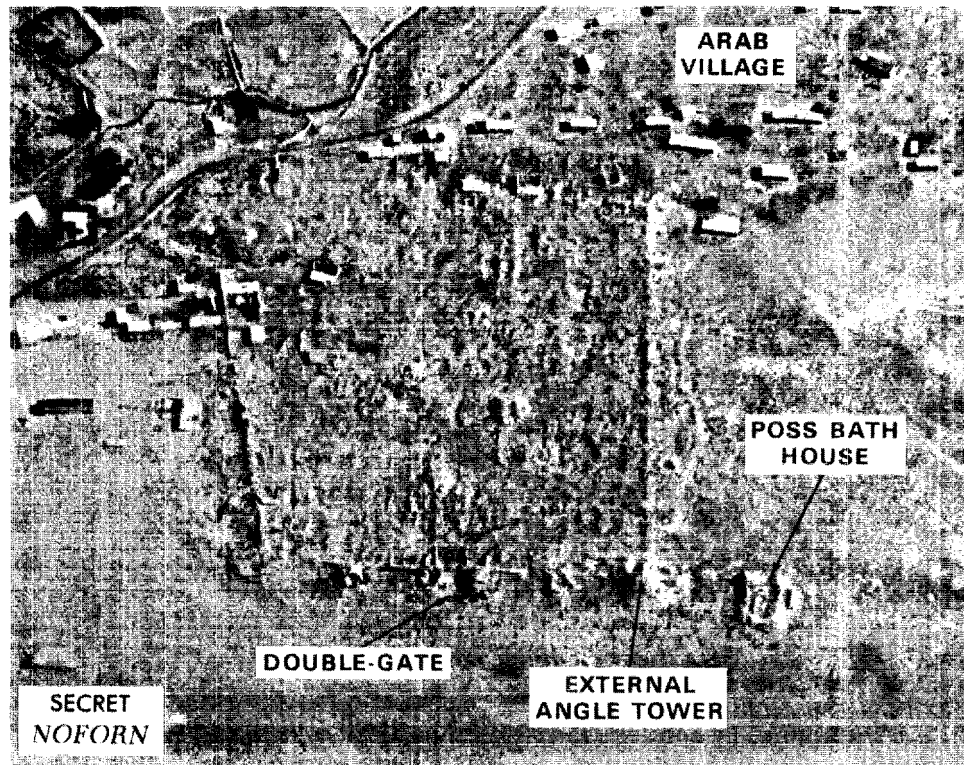 ARAB
VILLAGE
POSS BATH
HOUSE
DOUBLE-GATE
EXTERNAL
ANGLE TOWER
SECRET
NOFORN